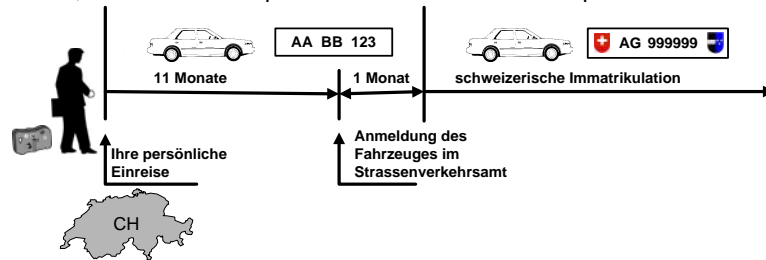 AA BB 123
AG 999999
11 Monate
1 Monat
schweizerische Immatrikulation
Ihre persönliche
Einreise
Anmeldung des
Fahrzeuges im
Strassenverkehrsamt
CH